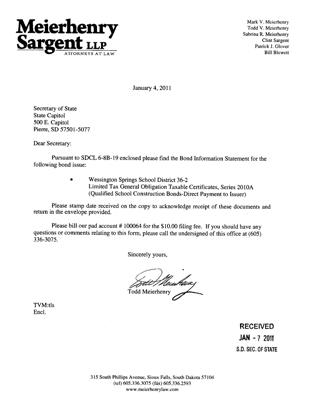 Meierhenry
Sargent LLP
ATTORNEYS AT LAW
Mark V. Meierhenry
Todd V. Meierhenry
Sabrina R. Meierhenry
Clint Sargent
Patrick J. Glover
Bill Blewett
January 4, 2011
Secretary of State
State Capitol
500 E. Capitol
Pierre, SD 57501-5077
Dear Secretary:
Pursuant to SDCL 6-8B-19 enclosed please find the Bond Information Statement for the
following bond issue:
• Wessington Springs School District 36-2
Limited Tax General Obligation Taxable Certificates, Series 2010A
(Qualified School Construction Bonds-Direct Payment to Issuer)
Please stamp date received on the copy to acknowledge receipt of these documents and
return in the envelope provided.
Please bill our pad account # 100064 for the $10.00 filing fee. If you should have any
questions or comments relating to this form, please call the undersigned of this office at (605)
336-3075.
Sincerely yours,
Todd Meierhenry
Todd Meierhenry
TVM:tls
Encl.
RECEIVED
JAN - 7 2011
S.D. SEC. OF STATE
315 South Phillips Avenue, Sioux Falls, South Dakota 57104
(tel) 605.336.3075 (fax) 605.336.2593
www.meierhenrylaw.com